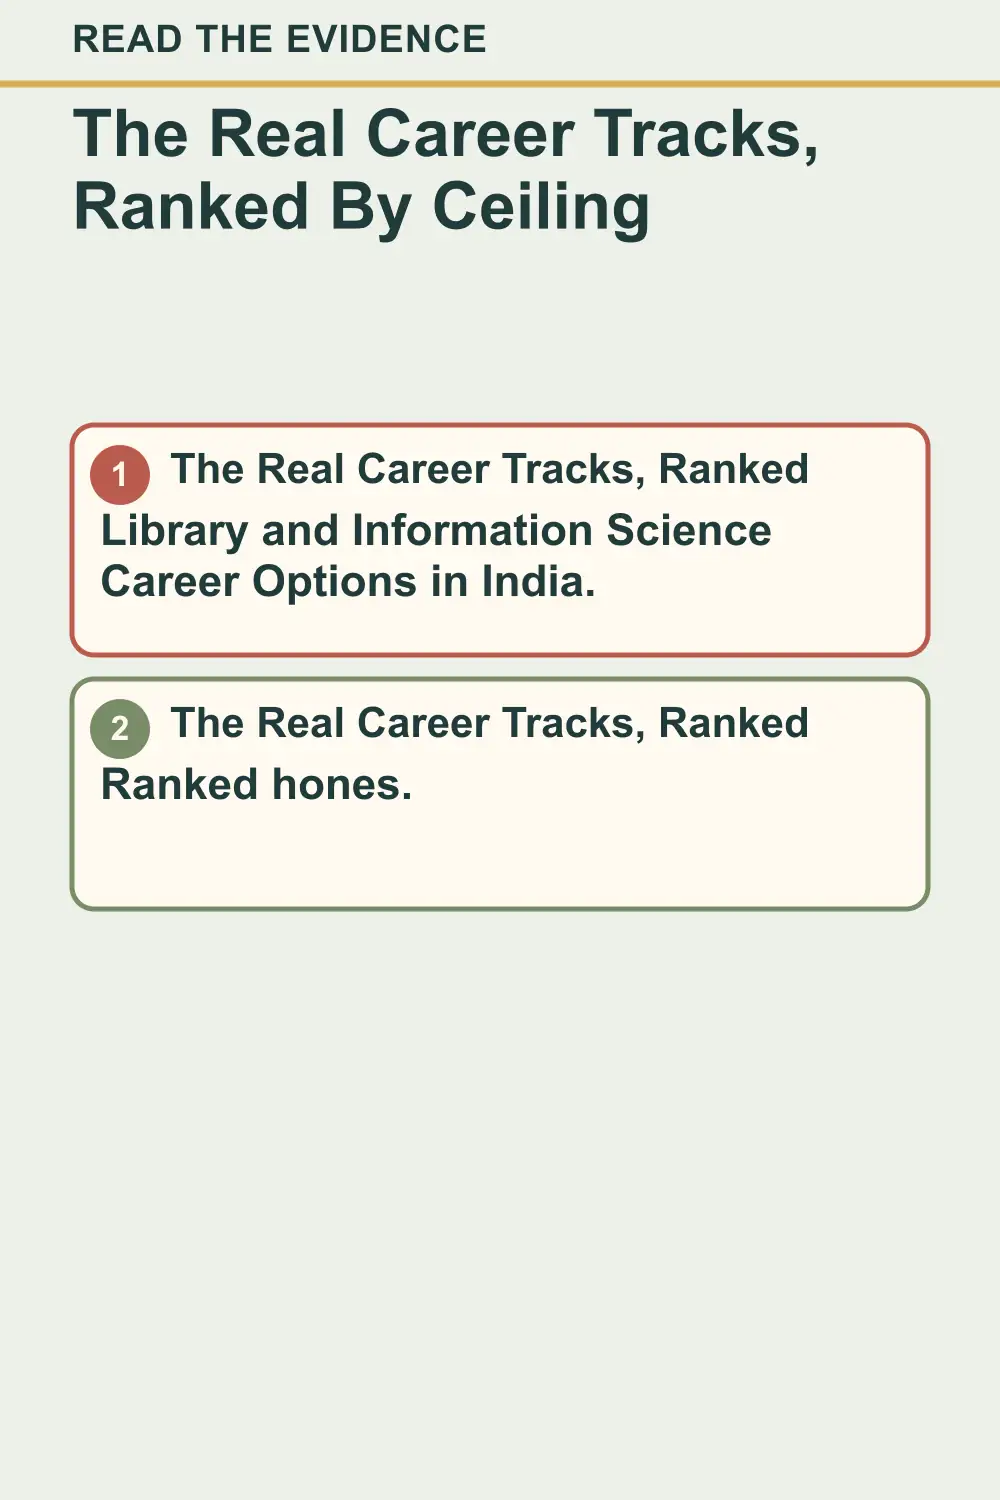 READ THE EVIDENCE
The Real Career Tracks,
Ranked By Ceiling
1 The Real Career Tracks, Ranked
Library and Information Science
Career Options in India.
2 The Real Career Tracks, Ranked
Ranked hones.